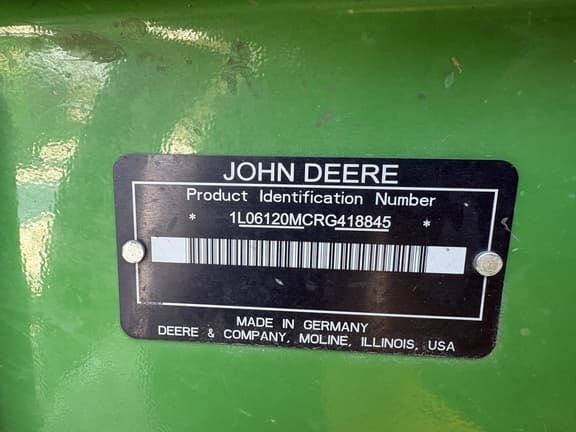 JOHN DEERE
Product Identification Number
* 1L06120MCRG418845 *
MADE IN GERMANY
DEERE & COMPANY, MOLINE, ILLINOIS, USA